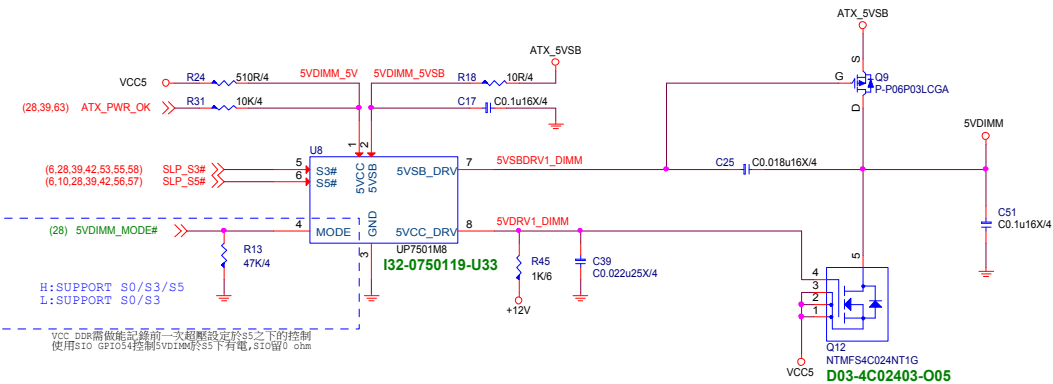 ATX_5VSB
S
G
Q9
P-P06P03LCGA
D
ATX_5VSB
VCC5
R24
510R/4
5VDIMM_5V
5VDIMM_5VSB
R18
10R/4
(28,39,63)
ATX_PWR_OK
R31
10K/4
C17
C0.1u16X/4
5VDIMM
U8
1
2
(6,28,39,42,53,55,58)
SLP_S3#
5
S3#
5VCC
5VSB
5VSB_DRV
7
5VSBDRV1_DIMM
C25
C0.018u16X/4
(6,10,28,39,42,56,57)
SLP_S5#
6
S5#
C51
C0.1u16X/4
(28)
5VDIMM_MODE#
4
MODE
GND
5VCC_DRV
8
5VDRV1_DIMM
3
UP7501M8
I32-0750119-U33
R13
47K/4
R45
1K/6
C39
C0.022u25X/4
+12V
5
4
3
2
1
Q12
NTMFS4C024NT1G
D03-4C02403-O05
VCC5
H:SUPPORT S0/S3/S5
L:SUPPORT S0/S3
VCC_DDR需做能記錄前一次超壓設定於S5之下的控制
使用SIO GPIO54控制5VDIMM於S5下有電,SIO留0 ohm